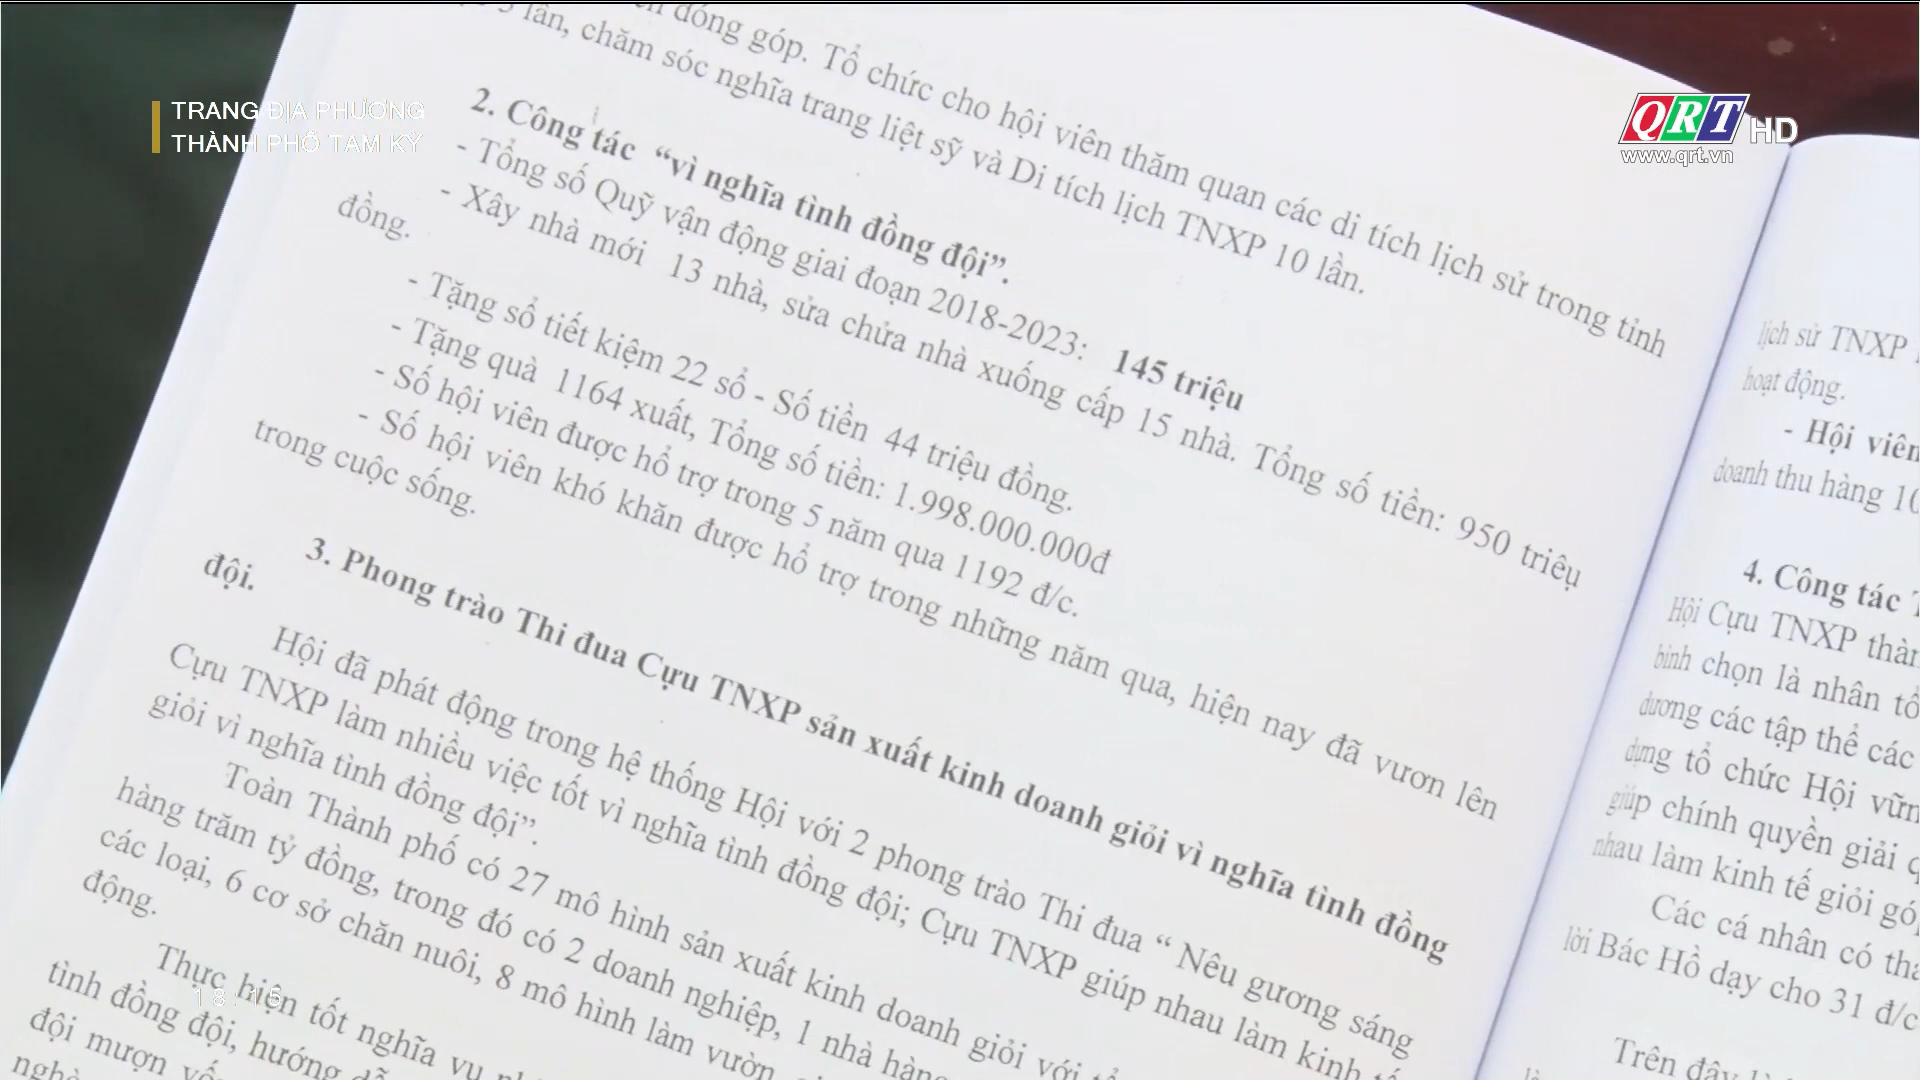 TRANG ĐỊA PHƯƠNG
THÀNH PHỐ TAM KỲ
QRT HD
www.qrt.vn
đóng góp. Tổ chức cho hội viên thăm quan các di tích lịch sử trong tỉnh
lần, chăm sóc nghĩa trang liệt sỹ và Di tích lịch TNXP 10 lần.
2. Công tác “vì nghĩa tình đồng đội”.
- Tổng số Quỹ vận động giai đoạn 2018-2023: 145 triệu
- Xây nhà mới 13 nhà, sửa chửa nhà xuống cấp 15 nhà. Tổng số tiền: 950 triệu
đồng.
- Tặng sổ tiết kiệm 22 sổ - Số tiền 44 triệu đồng.
- Tặng quà 1164 xuất, Tổng số tiền: 1.998.000.000đ
- Số hội viên được hổ trợ trong 5 năm qua 1192 đ/c.
- Số hội viên khó khăn được hổ trợ trong những năm qua, hiện nay đã vươn lên
trong cuộc sống.
3. Phong trào Thi đua Cựu TNXP sản xuất kinh doanh giỏi vì nghĩa tình đồng
đội.
Hội đã phát động trong hệ thống Hội với 2 phong trào Thi đua “ Nêu gương sáng
Cựu TNXP làm nhiều việc tốt vì nghĩa tình đồng đội; Cựu TNXP giúp nhau làm kinh tế
giỏi vì nghĩa tình đồng đội”.
Toàn Thành phố có 27 mô hình sản xuất kinh doanh giỏi với
hàng trăm tỷ đồng, trong đó có 2 doanh nghiệp, 1 nhà hàng
các loại, 6 cơ sở chăn nuôi, 8 mô hình làm vườn,
động.
Thực hiện tốt nghĩa vụ
tình đồng đội, hướng
đội mượn
18:15
lịch sử TNXP
hoạt động.
- Hội viên
doanh thu hàng
4. Công tác
Hội Cựu TNXP
bình chọn là nhân tố
dương các tập thể các
dựng tổ chức Hội
giúp chính quyền giải
nhau làm kinh tế giỏi
Các cá nhân có
lời Bác Hồ dạy cho 31 đ/c
Trên đây